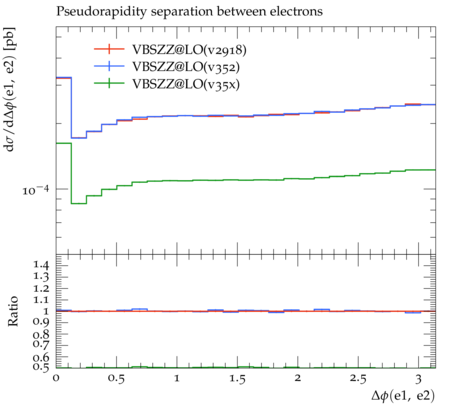 Pseudorapidity separation between electrons
dσ/dΔϕ(e1, e2) [pb]
VBSZZ@LO(v2918)
VBSZZ@LO(v352)
VBSZZ@LO(v35x)
10⁻⁴
Ratio
1.4
1.3
1.2
1.1
1
0.9
0.8
0.7
0.6
0.5
0 0.5 1 1.5 2 2.5 3
Δϕ(e1, e2)